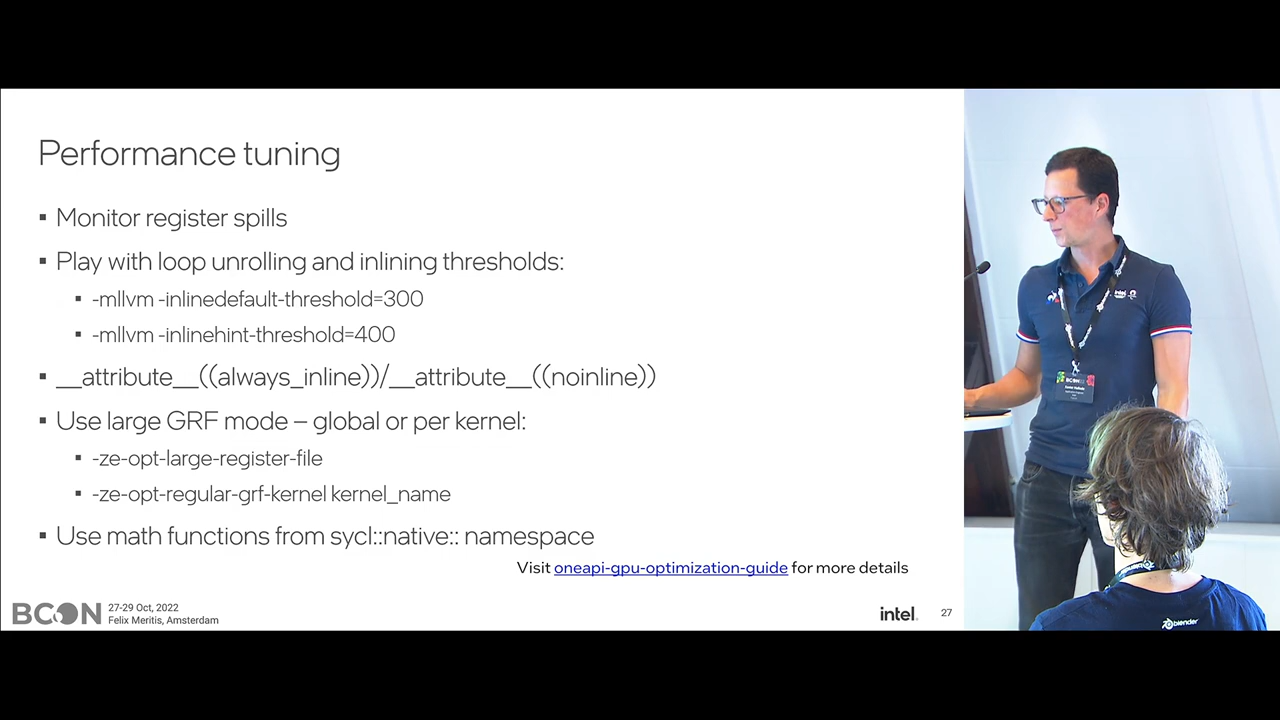 Performance tuning
▪ Monitor register spills
▪ Play with loop unrolling and inlining thresholds:
▪ -mllvm -inlinedefault-threshold=300
▪ -mllvm -inlinehint-threshold=400
▪ __attribute__((always_inline))/__attribute__((noinline))
▪ Use large GRF mode – global or per kernel:
▪ -ze-opt-large-register-file
▪ -ze-opt-regular-grf-kernel kernel_name
▪ Use math functions from sycl::native:: namespace
Visit oneapi-gpu-optimization-guide for more details
BCON
27-29 Oct, 2022
Felix Meritis, Amsterdam
intel.
27
intel
BCON
blender